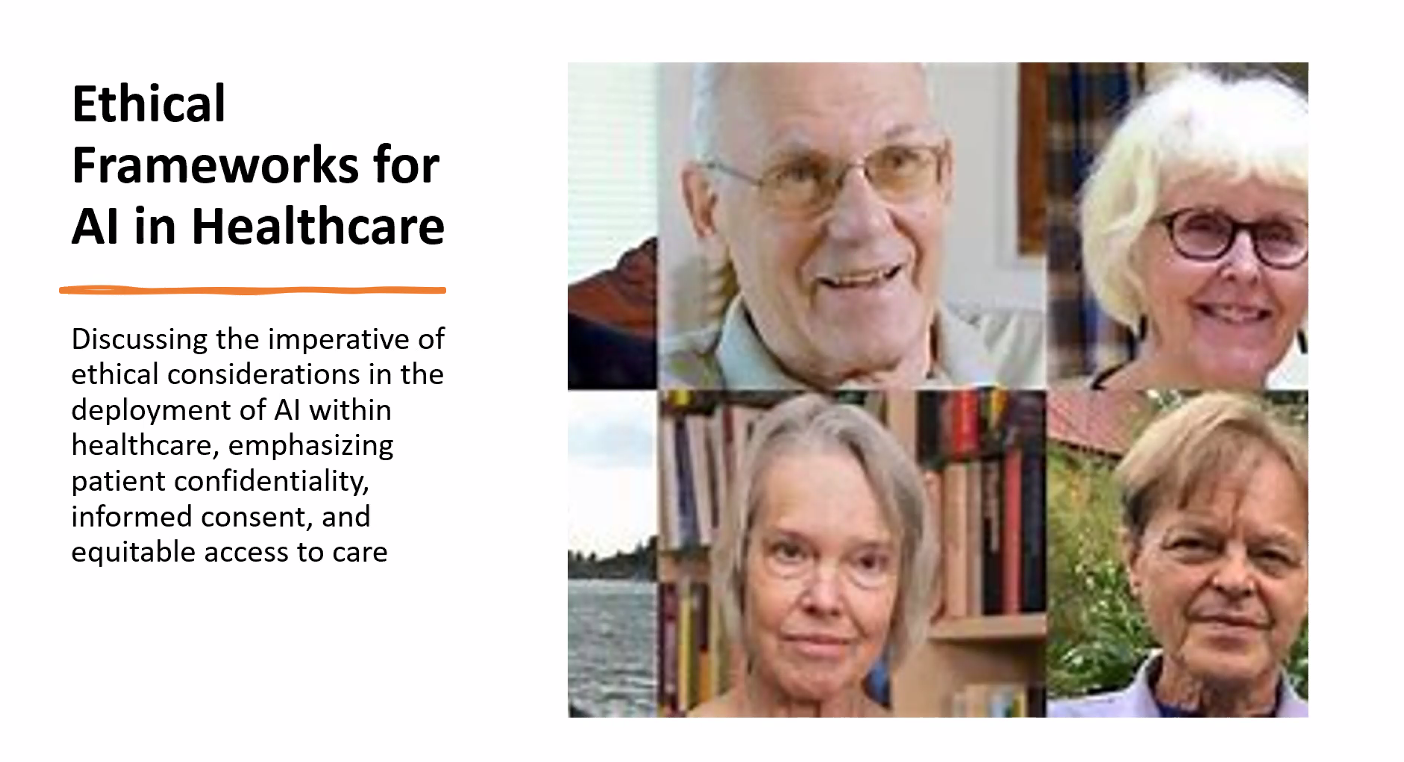 Ethical
Frameworks for
AI in Healthcare
Discussing the imperative of
ethical considerations in the
deployment of AI within
healthcare, emphasizing
patient confidentiality,
informed consent, and
equitable access to care